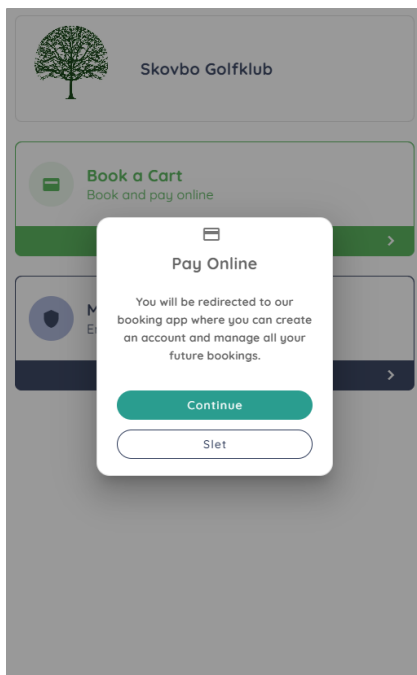 Skovbo Golfklub
Book a Cart
Book and pay online
Pay Online
You will be redirected to our
booking app where you can create
an account and manage all your
future bookings.
Continue
Slet